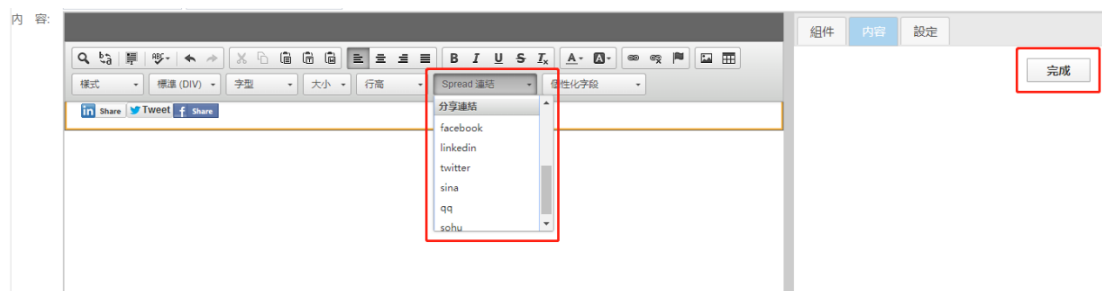 內 容:
組件 內容 設定
完成
B I U S Ix A A
樣式 標準 (DIV) 字型 大小 行高 Spread 連結 個性化字段
in Share Tweet f Share
分享連結
facebook
linkedin
twitter
sina
qq
sohu